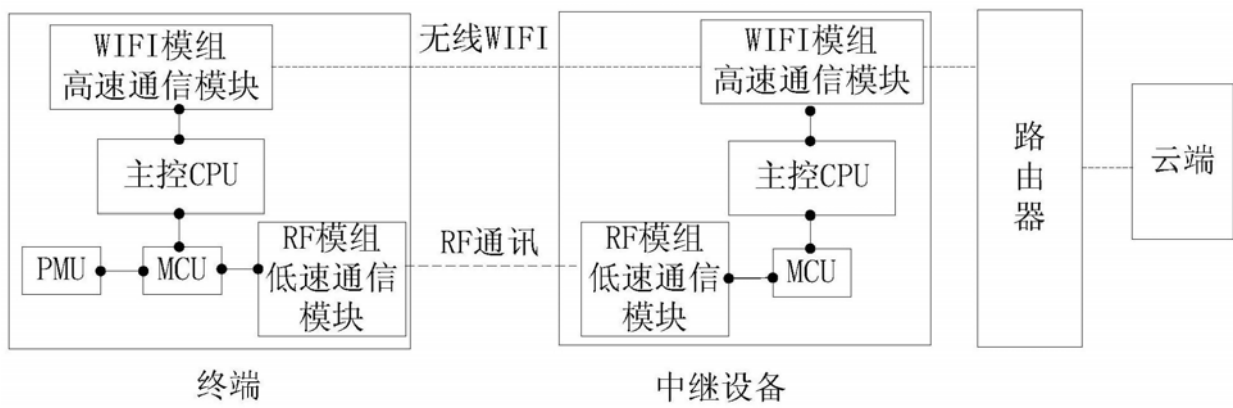 WIFI模组
高速通信模块
无线WIFI
WIFI模组
高速通信模块
主控CPU
主控CPU
路由器
云端
PMU
MCU
RF模组
低速通信
模块
RF通讯
RF模组
低速通信
模块
MCU
终端
中继设备